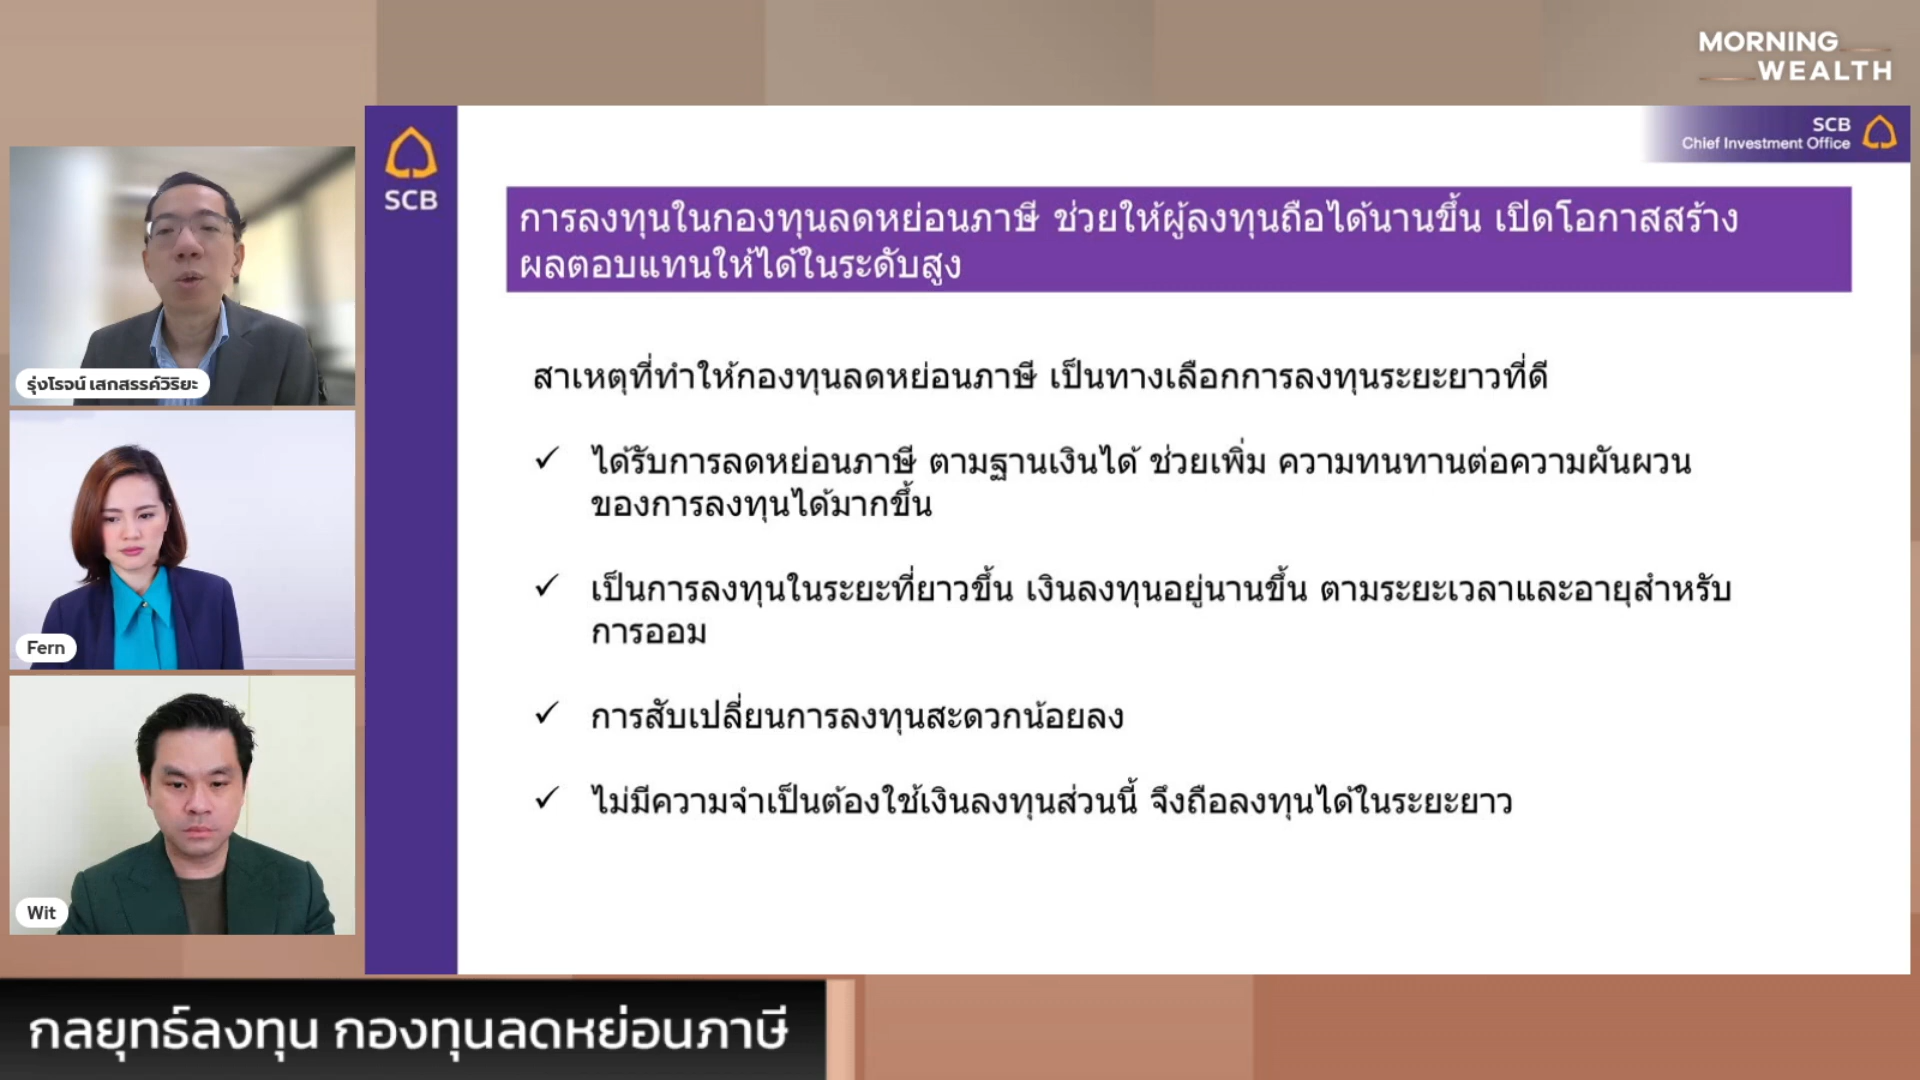 MORNING
WEALTH
SCB
SCB
Chief Investment Office
การลงทุนในกองทุนลดหย่อนภาษี ช่วยให้ผู้ลงทุนถือได้นานขึ้น เปิดโอกาสสร้าง
ผลตอบแทนให้ได้ในระดับสูง
สาเหตุที่ทำให้กองทุนลดหย่อนภาษี เป็นทางเลือกการลงทุนระยะยาวที่ดี
✓ ได้รับการลดหย่อนภาษี ตามฐานเงินได้ ช่วยเพิ่ม ความทนทานต่อความผันผวน
ของการลงทุนได้มากขึ้น
✓ เป็นการลงทุนในระยะที่ยาวขึ้น เงินลงทุนอยู่นานขึ้น ตามระยะเวลาและอายุสำหรับ
การออม
✓ การสับเปลี่ยนการลงทุนสะดวกน้อยลง
✓ ไม่มีความจำเป็นต้องใช้เงินลงทุนส่วนนี้ จึงถือลงทุนได้ในระยะยาว
รุ่งโรจน์ เสกสรรค์วิริยะ
Fern
Wit
กลยุทธ์ลงทุน กองทุนลดหย่อนภาษี